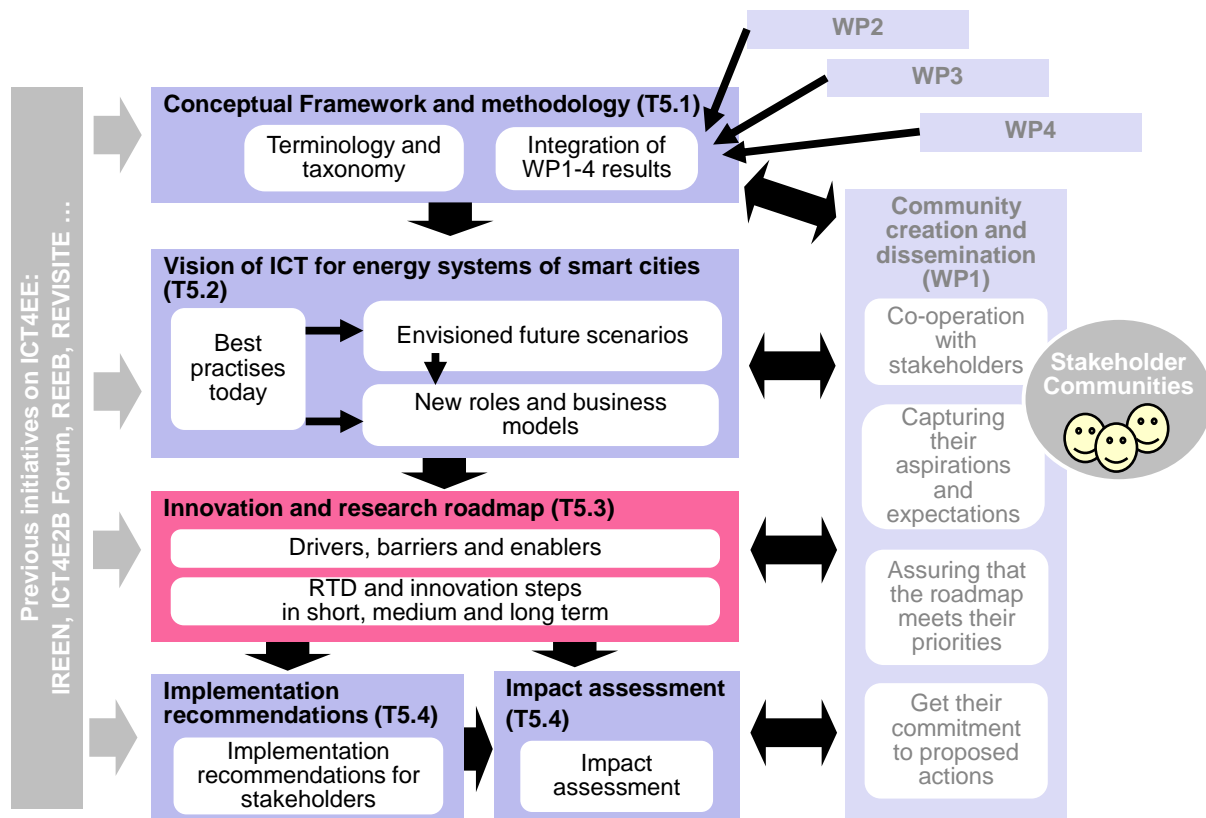 WP2
WP3
WP4
Previous initiatives on ICT4EE:
IREEN, ICT4E2B Forum, REEB, REVISITE ...
Conceptual Framework and methodology (T5.1)
Terminology and
taxonomy
Integration of
WP1-4 results
Vision of ICT for energy systems of smart cities
(T5.2)
Best
practises
today
Envisioned future scenarios
New roles and business
models
Innovation and research roadmap (T5.3)
Drivers, barriers and enablers
RTD and innovation steps
in short, medium and long term
Implementation
recommendations (T5.4)
Implementation
recommendations for
stakeholders
Impact assessment
(T5.4)
Impact
assessment
Community
creation and
dissemination
(WP1)
Co-operation
with
stakeholders
Capturing
their
aspirations
and
expectations
Assuring that
the roadmap
meets their
priorities
Get their
commitment
to proposed
actions
Stakeholder
Communities